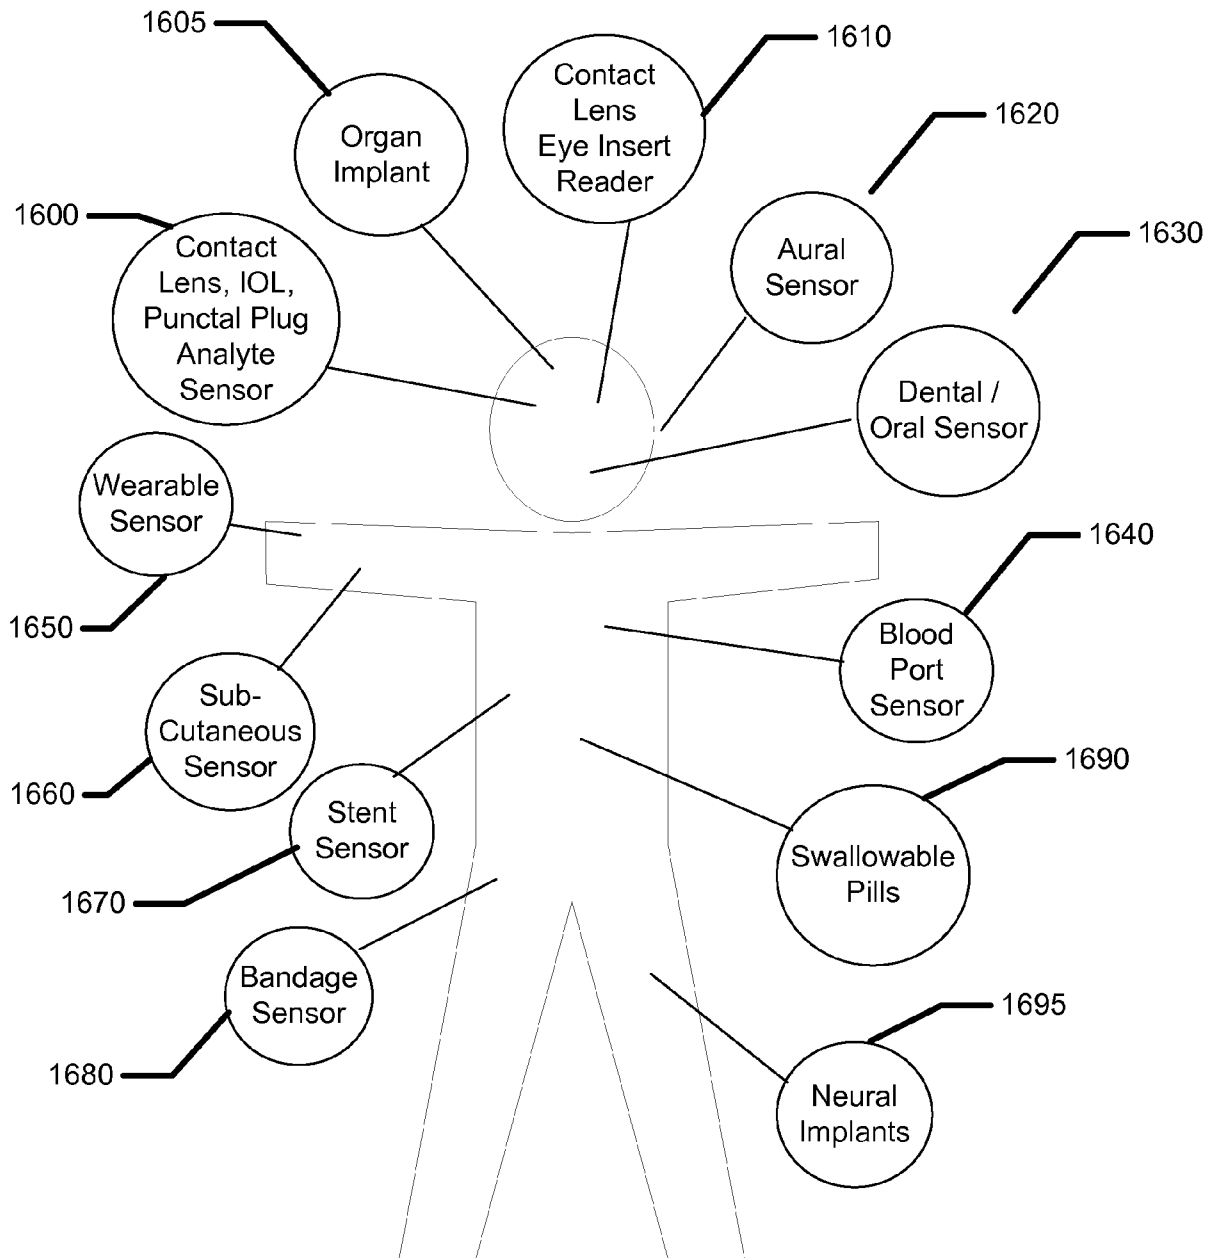 1605
1610
Contact
Lens
Eye Insert
Reader
Organ
Implant
1620
1600
Contact
Lens, IOL,
Punctal Plug
Analyte
Sensor
Aural
Sensor
1630
Dental /
Oral Sensor
Wearable
Sensor
1640
1650
Blood
Port
Sensor
Sub-
Cutaneous
Sensor
1660
1690
Stent
Sensor
Swallowable
Pills
1670
Bandage
Sensor
1695
1680
Neural
Implants